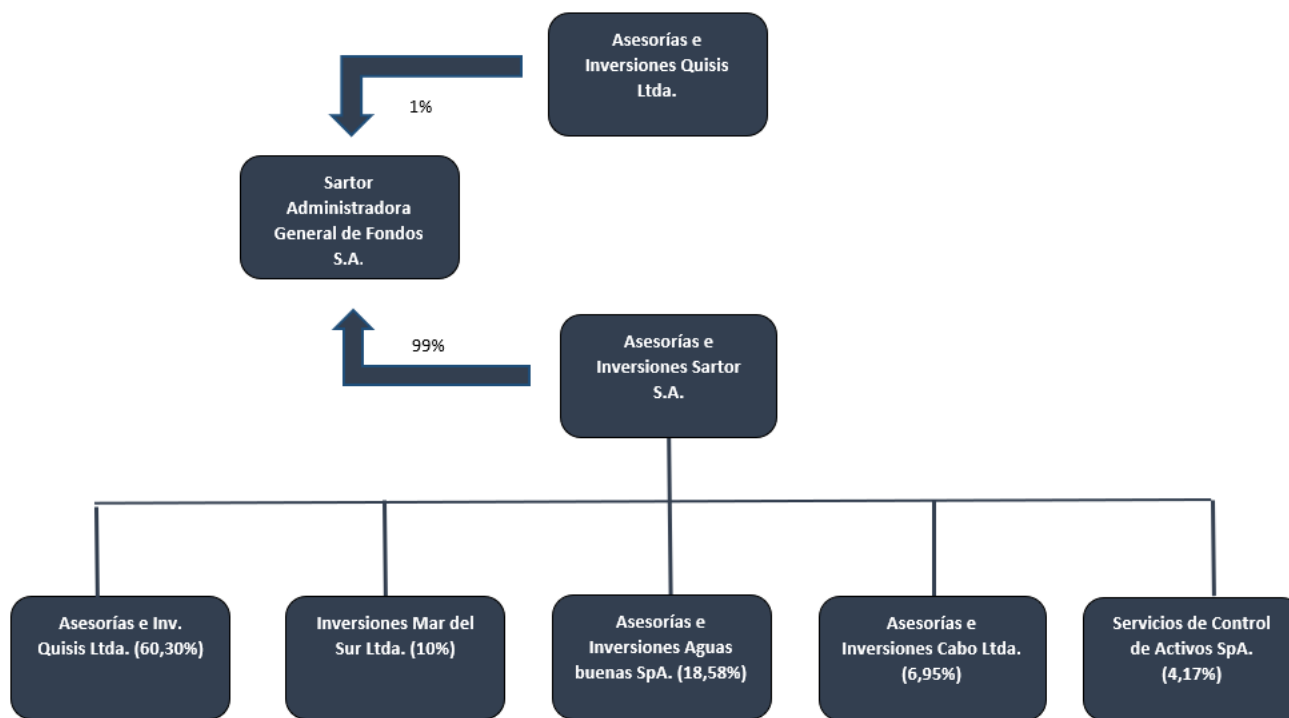 Asesorías e
Inversiones Quisis
Ltda.
1%
Sartor
Administradora
General de Fondos
S.A.
99%
Asesorías e
Inversiones Sartor
S.A.
Asesorías e Inv.
Quisis Ltda. (60,30%)
Inversiones Mar del
Sur Ltda. (10%)
Asesorías e
Inversiones Aguas
buenas SpA. (18,58%)
Asesorías e
Inversiones Cabo Ltda.
(6,95%)
Servicios de Control
de Activos SpA.
(4,17%)